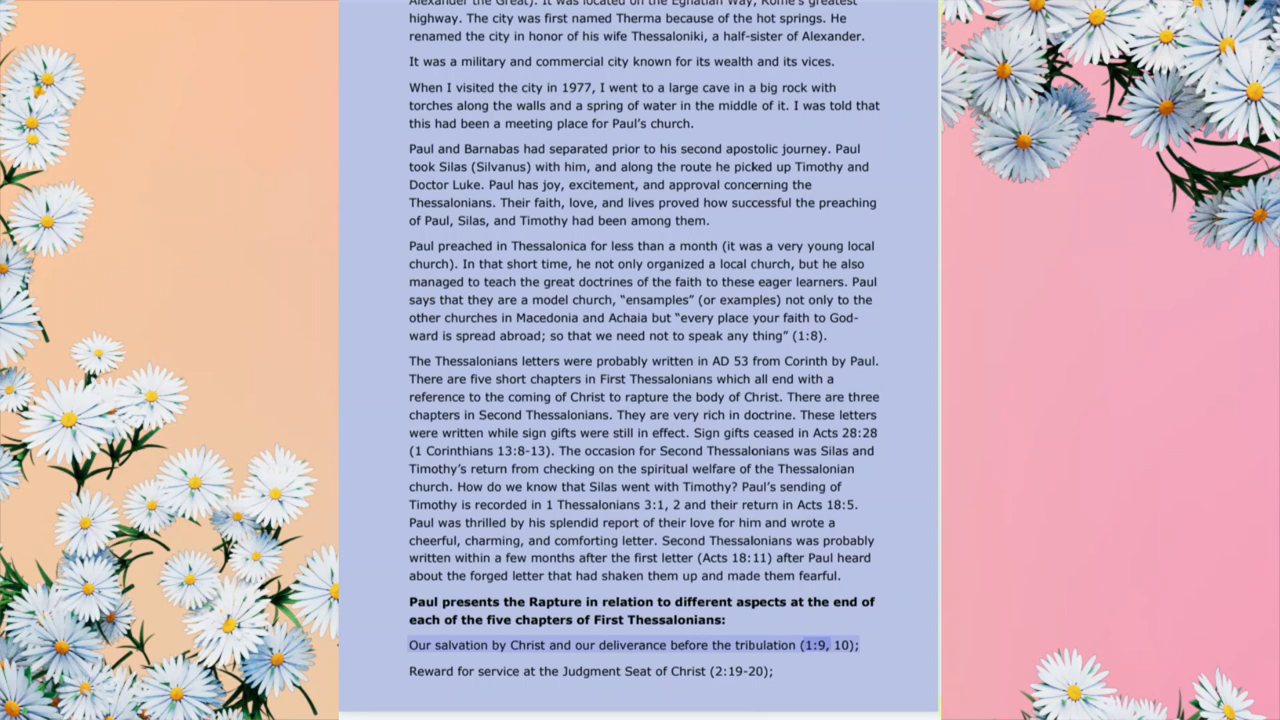 Alexander the Great). It was located on the Egnatian Way, Rome's greatest
highway. The city was first named Therma because of the hot springs. He
renamed the city in honor of his wife Thessaloniki, a half-sister of Alexander.
It was a military and commercial city known for its wealth and its vices.
When I visited the city in 1977, I went to a large cave in a big rock with
torches along the walls and a spring of water in the middle of it. I was told that
this had been a meeting place for Paul’s church.
Paul and Barnabas had separated prior to his second apostolic journey. Paul
took Silas (Silvanus) with him, and along the route he picked up Timothy and
Doctor Luke. Paul has joy, excitement, and approval concerning the
Thessalonians. Their faith, love, and lives proved how successful the preaching
of Paul, Silas, and Timothy had been among them.
Paul preached in Thessalonica for less than a month (it was a very young local
church). In that short time, he not only organized a local church, but he also
managed to teach the great doctrines of the faith to these eager learners. Paul
says that they are a model church, “ensamples” (or examples) not only to the
other churches in Macedonia and Achaia but “every place your faith to God-
ward is spread abroad; so that we need not to speak any thing” (1:8).
The Thessalonians letters were probably written in AD 53 from Corinth by Paul.
There are five short chapters in First Thessalonians which all end with a
reference to the coming of Christ to rapture the body of Christ. There are three
chapters in Second Thessalonians. They are very rich in doctrine. These letters
were written while sign gifts were still in effect. Sign gifts ceased in Acts 28:28
(1 Corinthians 13:8-13). The occasion for Second Thessalonians was Silas and
Timothy’s return from checking on the spiritual welfare of the Thessalonian
church. How do we know that Silas went with Timothy? Paul’s sending of
Timothy is recorded in 1 Thessalonians 3:1, 2 and their return in Acts 18:5.
Paul was thrilled by his splendid report of their love for him and wrote a
cheerful, charming, and comforting letter. Second Thessalonians was probably
written within a few months after the first letter (Acts 18:11) after Paul heard
about the forged letter that had shaken them up and made them fearful.
Paul presents the Rapture in relation to different aspects at the end of
each of the five chapters of First Thessalonians:
Our salvation by Christ and our deliverance before the tribulation (1:9, 10);
Reward for service at the Judgment Seat of Christ (2:19-20);